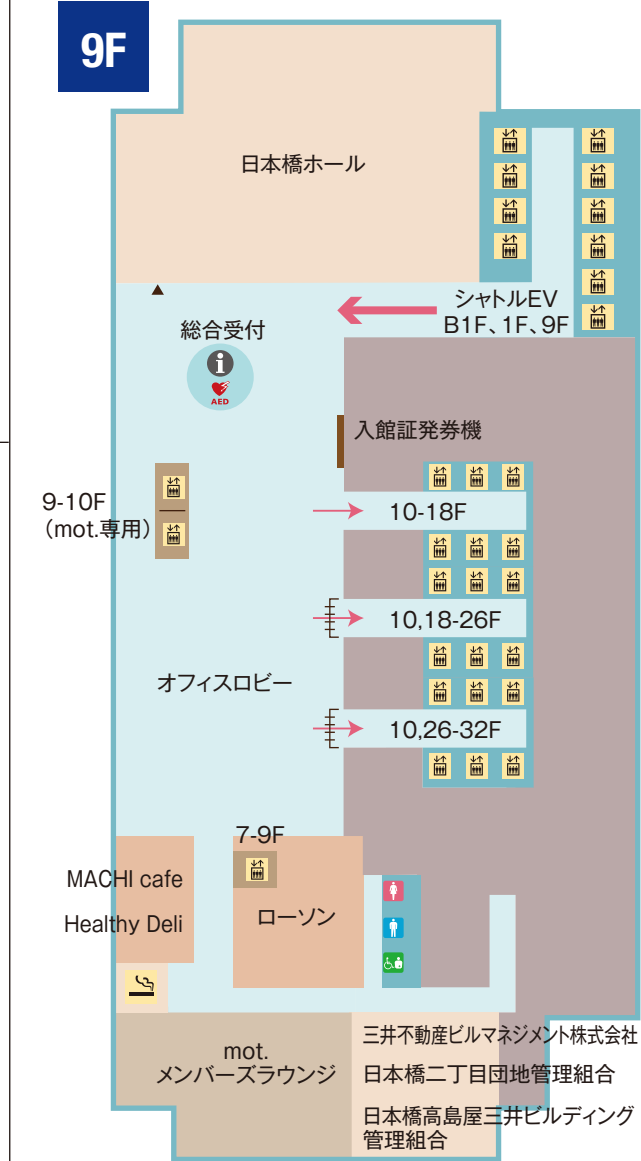 9F
日本橋ホール
シャトルEV
B1F、1F、9F
総合受付
AED
入館証発券機
9-10F
（mot.専用）
10-18F
10,18-26F
オフィスロビー
10,26-32F
7-9F
MACHI cafe
Healthy Deli
ローソン
mot.
メンバーズラウンジ
三井不動産ビルマネジメント株式会社
日本橋二丁目団地管理組合
日本橋高島屋三井ビルディング
管理組合